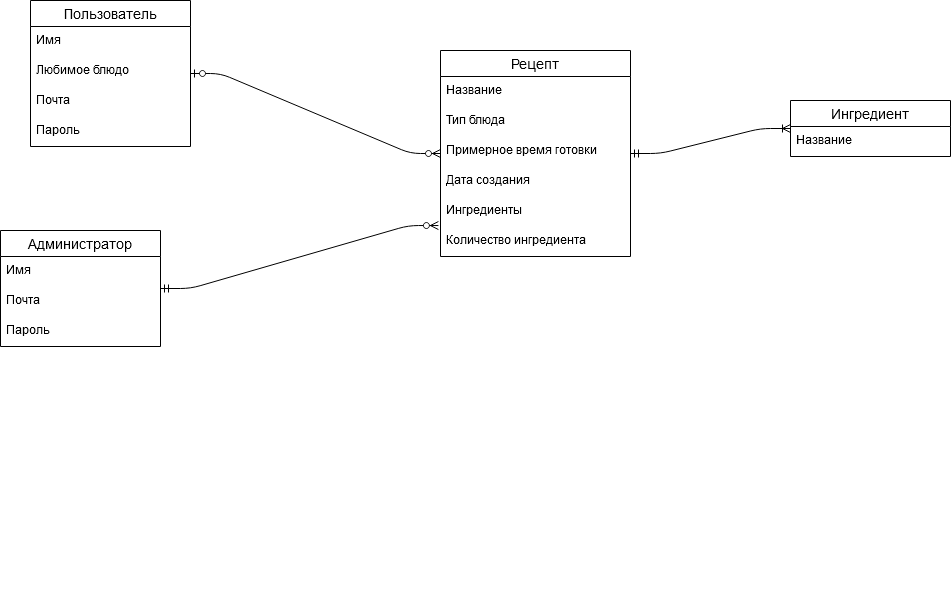 Пользователь
Имя
Любимое блюдо
Почта
Пароль
Рецепт
Название
Тип блюда
Примерное время готовки
Дата создания
Ингредиенты
Количество ингредиента
Ингредиент
Название
Администратор
Имя
Почта
Пароль